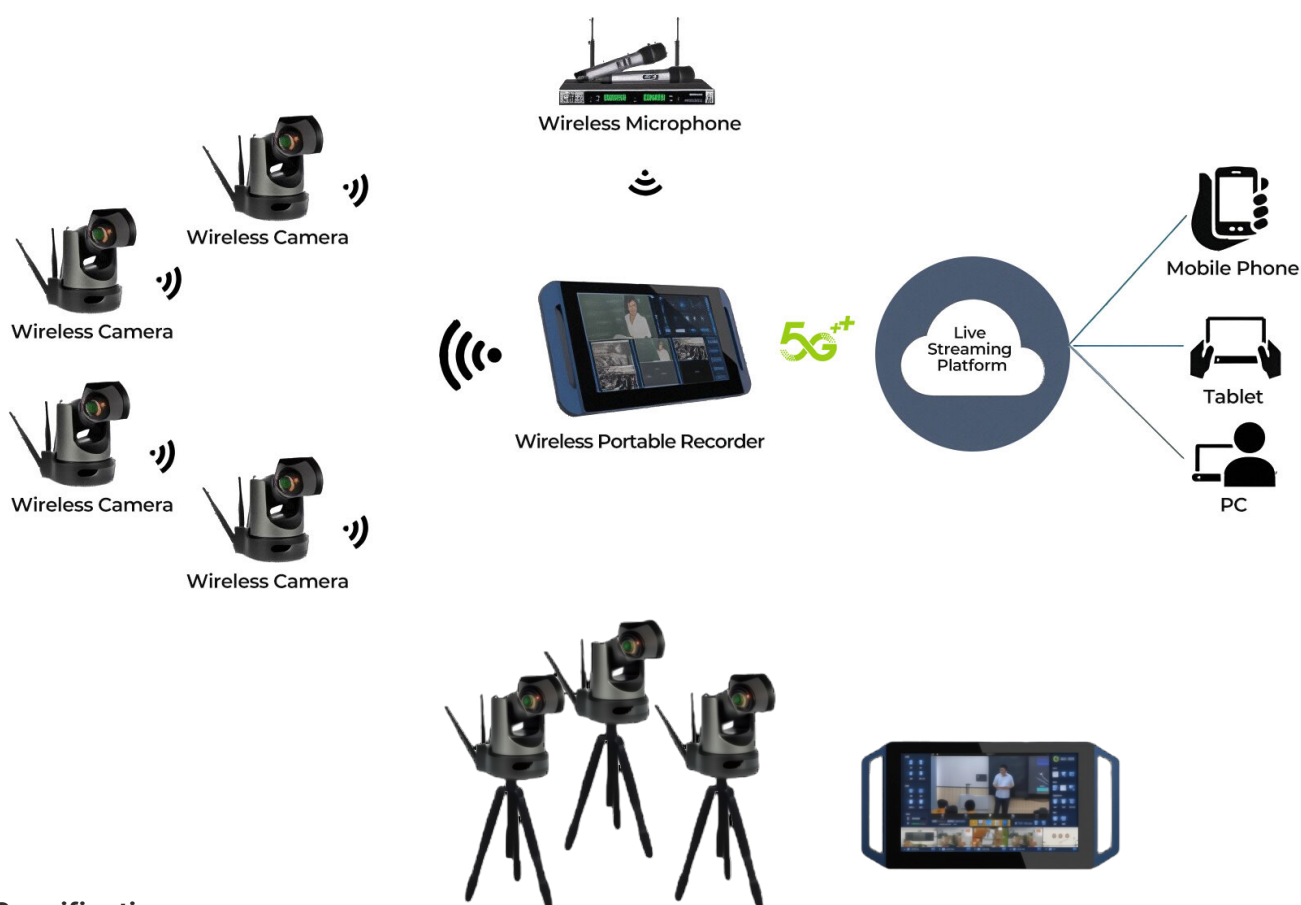 Wireless Microphone
Wireless Camera
Wireless Camera
Mobile Phone
5G++
Live
Streaming
Platform
Tablet
Wireless Portable Recorder
Wireless Camera
PC
Wireless Camera